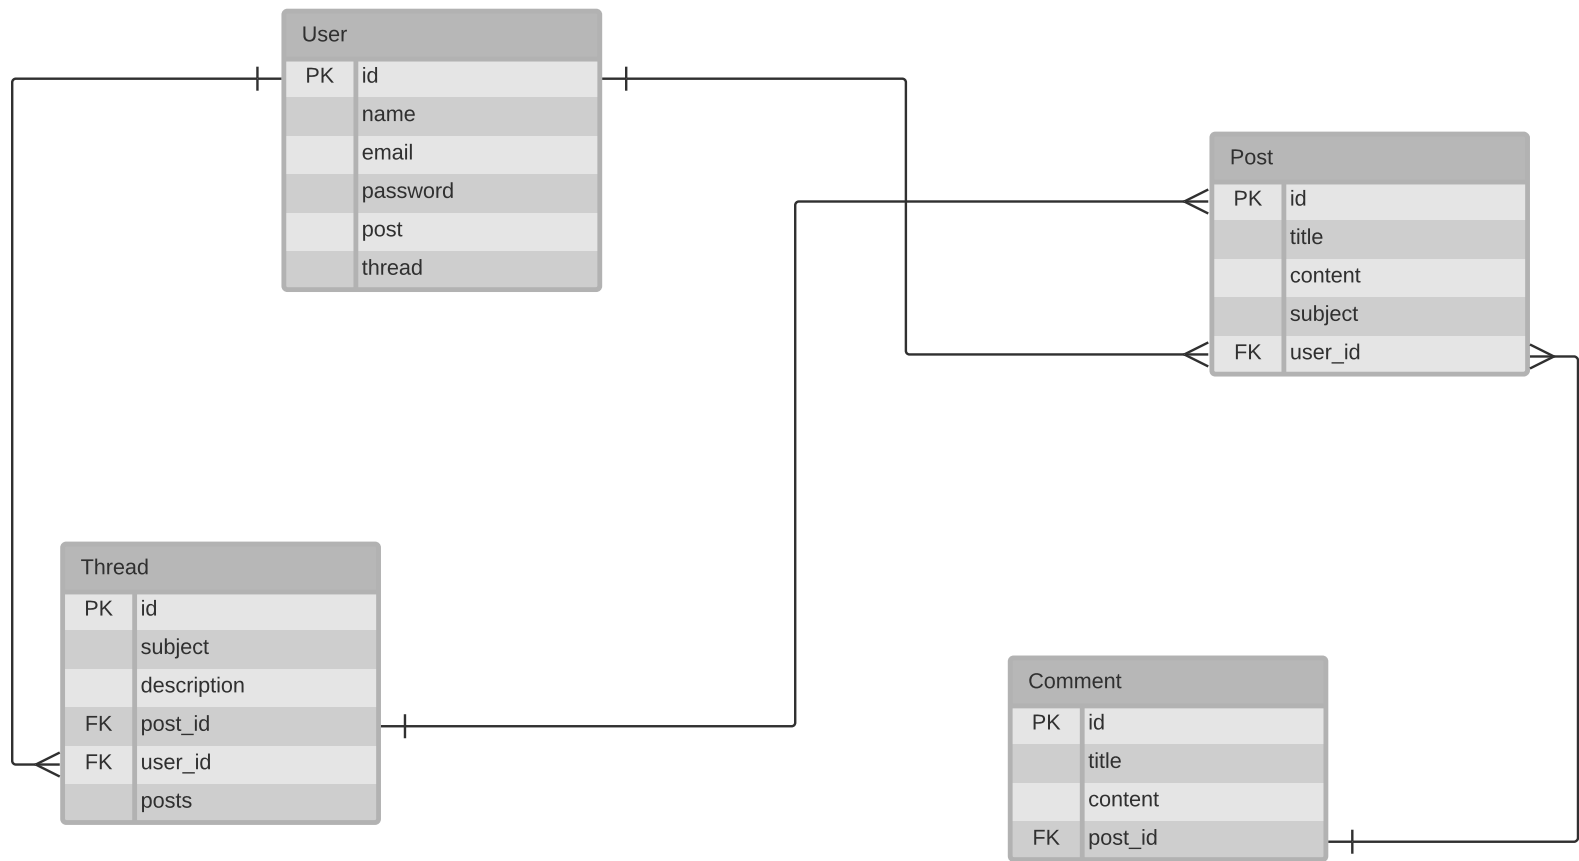 User
PK id
name
email
password
post
thread
Post
PK id
title
content
subject
FK user_id
Thread
PK id
subject
description
FK post_id
FK user_id
posts
Comment
PK id
title
content
FK post_id